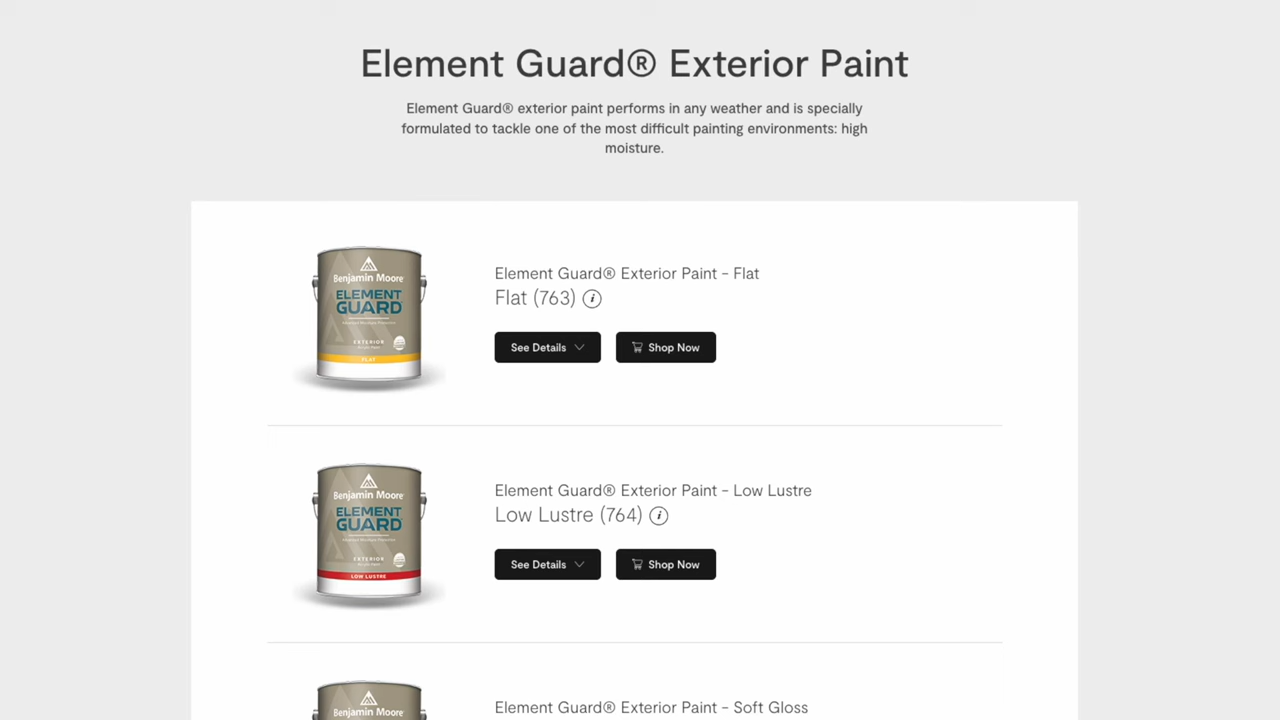 Element Guard® Exterior Paint
Element Guard® exterior paint performs in any weather and is specially
formulated to tackle one of the most difficult painting environments: high
moisture.
Benjamin Moore
ELEMENT
GUARD
EXTERIOR
FLAT
Element Guard® Exterior Paint - Flat
Flat (763) i
See Details
Shop Now
Benjamin Moore
ELEMENT
GUARD
EXTERIOR
LOW LUSTRE
Element Guard® Exterior Paint - Low Lustre
Low Lustre (764) i
See Details
Shop Now
Benjamin Moore
Element Guard® Exterior Paint - Soft Gloss